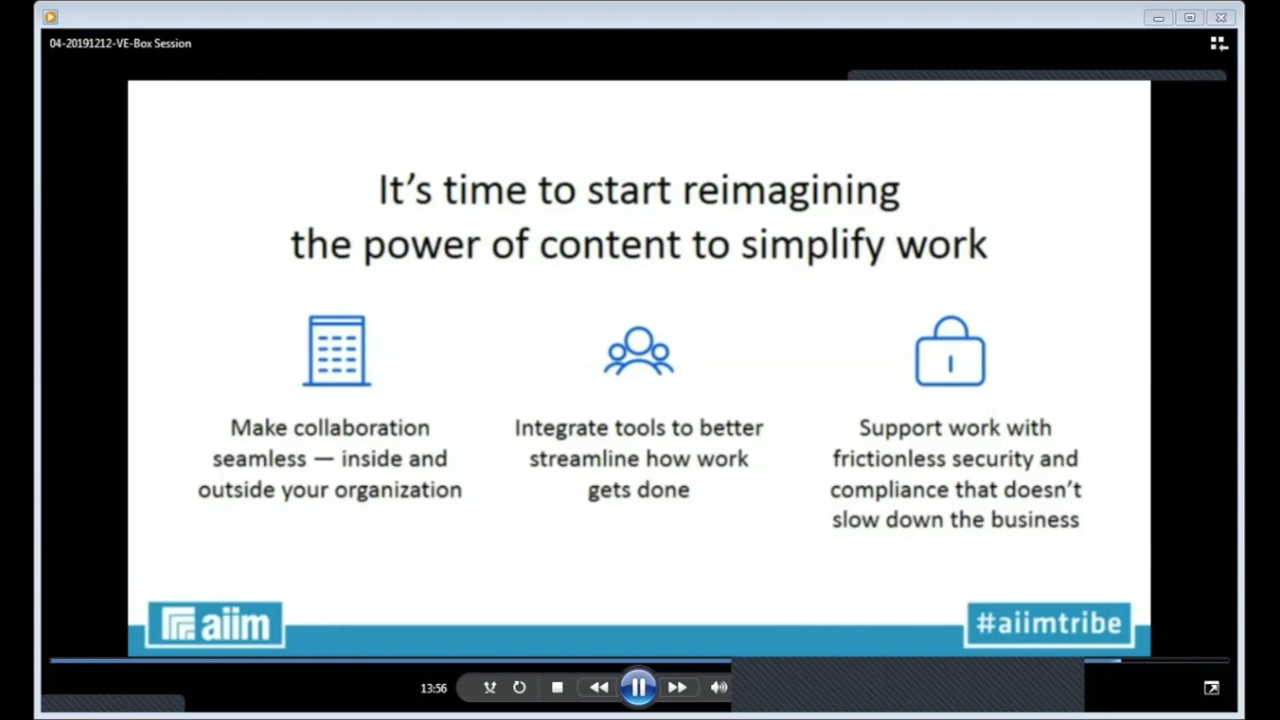 04-20191212-VE-Box Session
It's time to start reimagining
the power of content to simplify work
Make collaboration
seamless — inside and
outside your organization
Integrate tools to better
streamline how work
gets done
Support work with
frictionless security and
compliance that doesn't
slow down the business
aiim
#aiimtribe
13:56